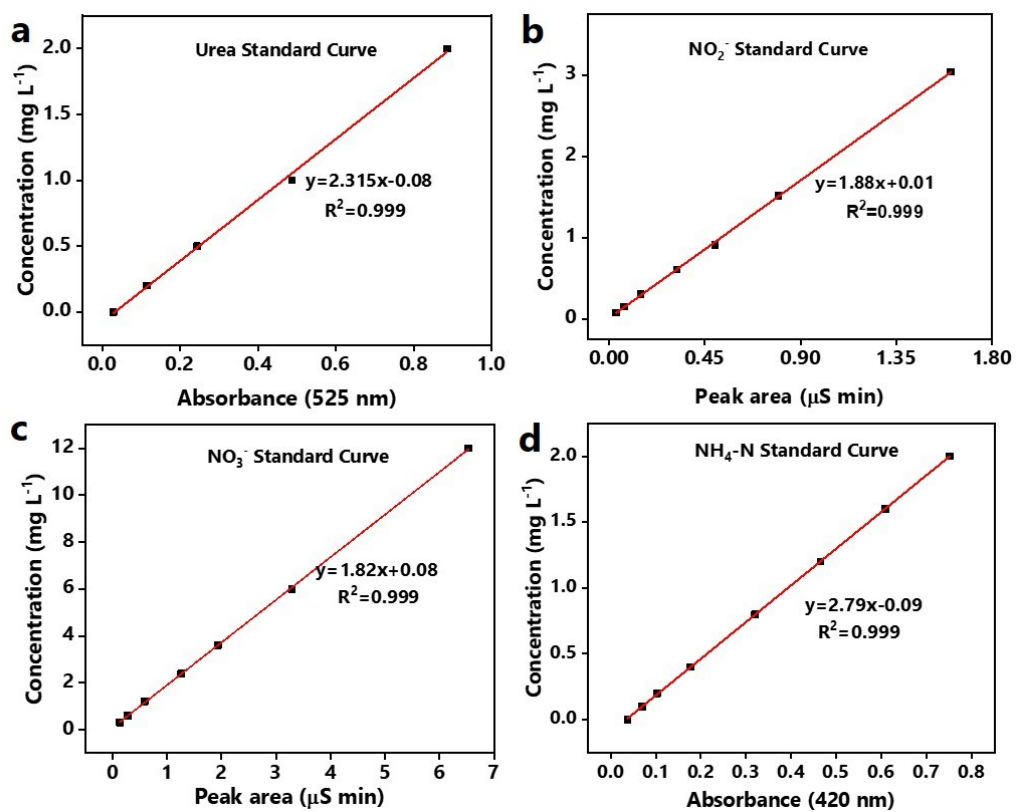 a
Urea Standard Curve
Concentration (mg L⁻¹)
2.0
1.5
1.0
0.5
0.0
y=2.315x-0.08
R²=0.999
0.0 0.2 0.4 0.6 0.8 1.0
Absorbance (525 nm)
b
NO₂⁻ Standard Curve
Concentration (mg L⁻¹)
3
2
1
0
y=1.88x+0.01
R²=0.999
0.00 0.45 0.90 1.35 1.80
Peak area (μS min)
c
NO₃⁻ Standard Curve
Concentration (mg L⁻¹)
12
10
8
6
4
2
0
y=1.82x+0.08
R²=0.999
0 1 2 3 4 5 6 7
Peak area (μS min)
d
NH₄-N Standard Curve
Concentration (mg L⁻¹)
2.0
1.5
1.0
0.5
0.0
y=2.79x-0.09
R²=0.999
0.0 0.1 0.2 0.3 0.4 0.5 0.6 0.7 0.8
Absorbance (420 nm)